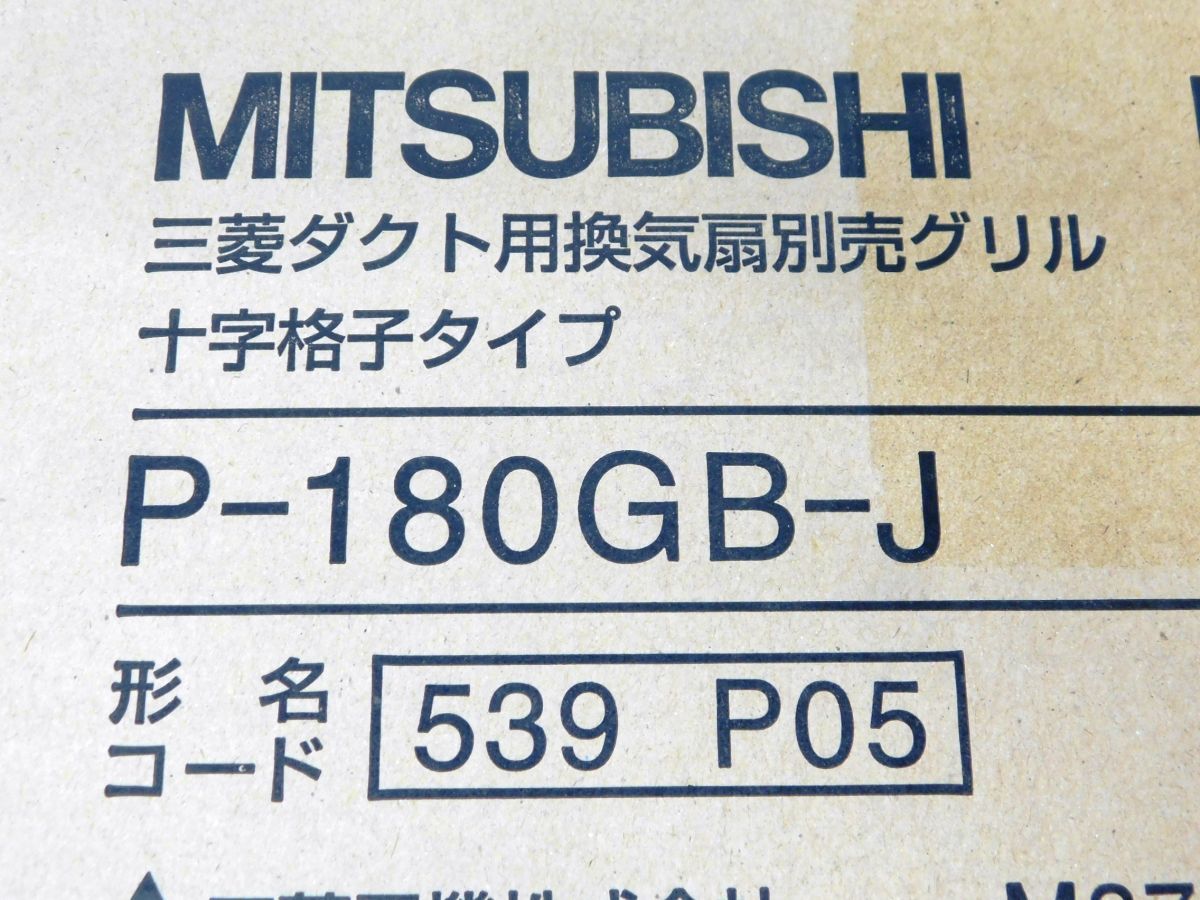 MITSUBISHI
三菱ダクト用換気扇別売グリル
十字格子タイプ
P-180GB-J
形名
コード
539 P05